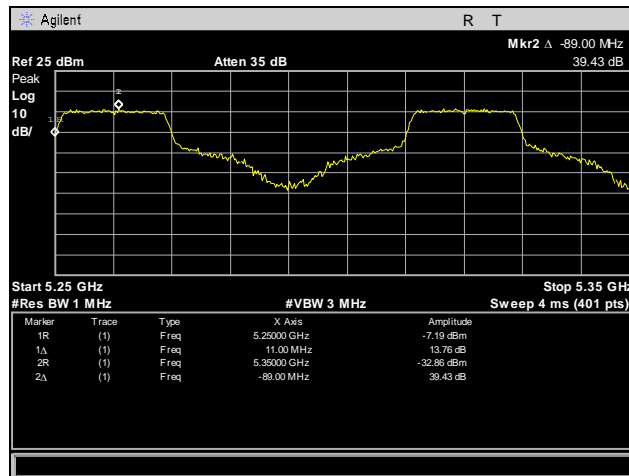 Agilent R T
Mkr2 Δ -89.00 MHz
Ref 25 dBm Atten 35 dB 39.43 dB
Peak
Log
10
dB/
1R
Start 5.25 GHz Stop 5.35 GHz
#Res BW 1 MHz #VBW 3 MHz Sweep 4 ms (401 pts)
Marker Trace Type X Axis Amplitude
1R (1) Freq 5.25000 GHz -7.19 dBm
1Δ (1) Freq 11.00 MHz 13.76 dB
2R (1) Freq 5.35000 GHz -32.86 dBm
2Δ (1) Freq -89.00 MHz 39.43 dB